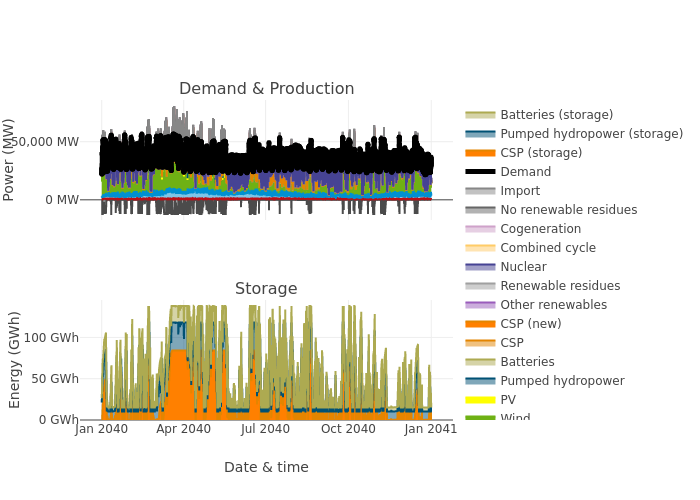 Demand & Production
Power (MW)
50,000 MW
0 MW
Storage
Energy (GWh)
100 GWh
50 GWh
0 GWh
Jan 2040
Apr 2040
Jul 2040
Oct 2040
Jan 2041
Date & time
Batteries (storage)
Pumped hydropower (storage)
CSP (storage)
Demand
Import
No renewable residues
Cogeneration
Combined cycle
Nuclear
Renewable residues
Other renewables
CSP (new)
CSP
Batteries
Pumped hydropower
PV
Wind